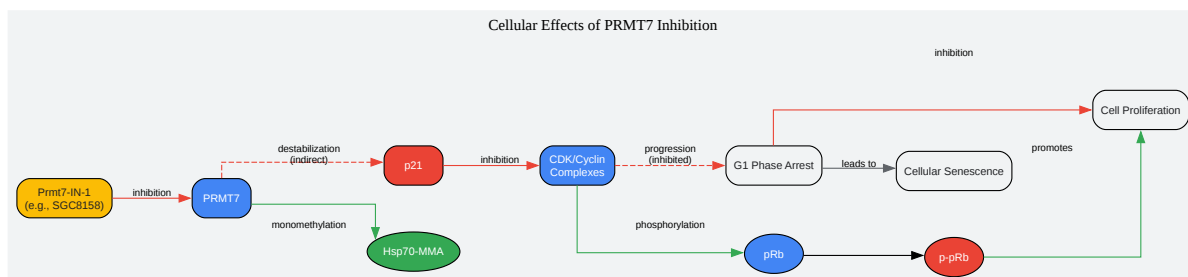 Cellular Effects of PRMT7 Inhibition
inhibition
Cell Proliferation
destabilization
(indirect)
p21
inhibition
CDK/Cyclin
Complexes
progression
(inhibited)
G1 Phase Arrest
leads to
Cellular Senescence
promotes
Prmt7-IN-1
(e.g., SGC8158)
inhibition
PRMT7
monomethylation
Hsp70-MMA
phosphorylation
pRb
p-pRb